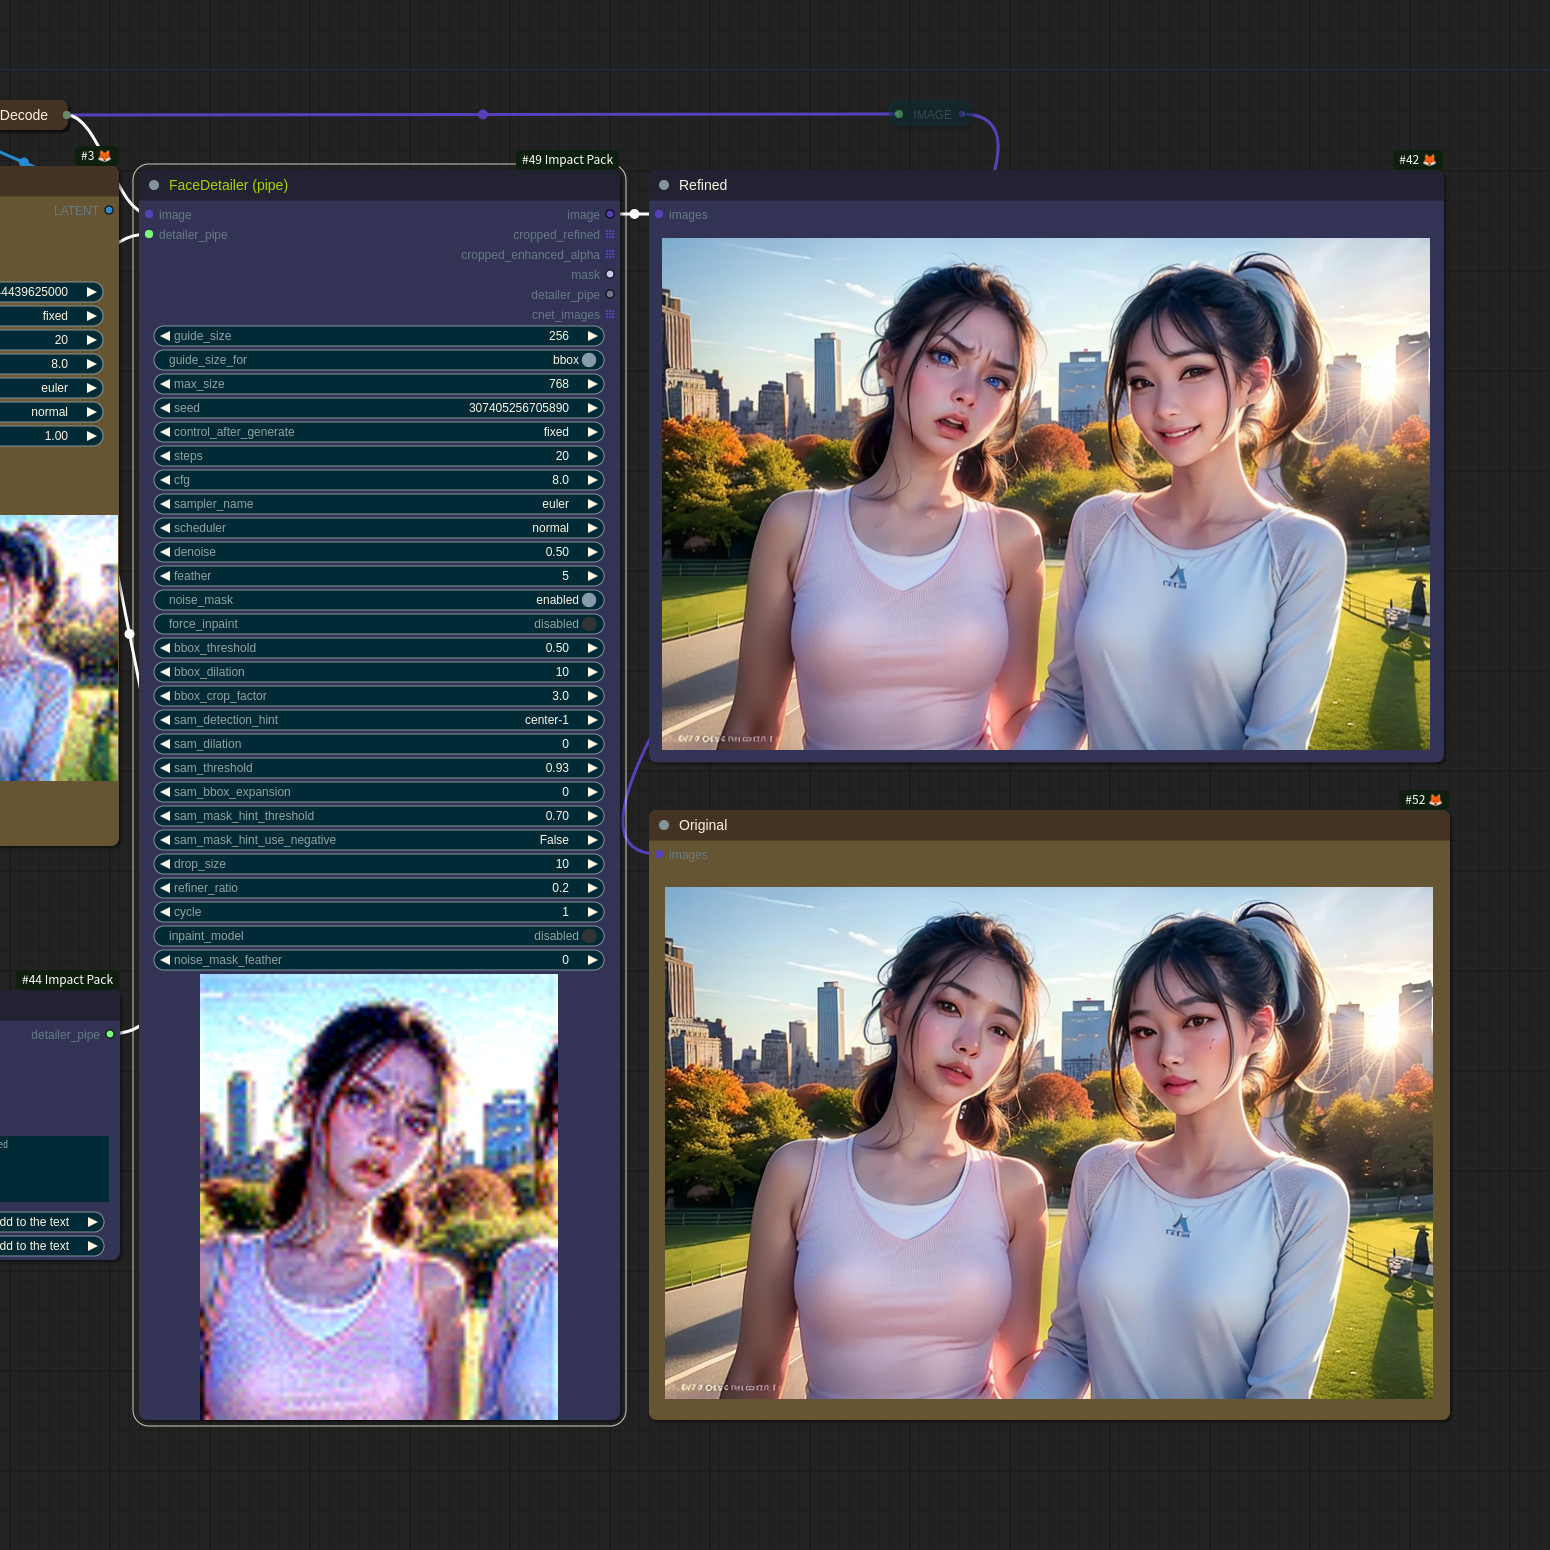 Decode
IMAGE
#3
LATENT
4439625000
fixed
20
8.0
euler
normal
1.00
#49 Impact Pack
FaceDetailer (pipe)
image
image
detailer_pipe
cropped_refined
cropped_enhanced_alpha
mask
detailer_pipe
cnet_images
guide_size 256
guide_size_for bbox
max_size 768
seed 307405256705890
control_after_generate fixed
steps 20
cfg 8.0
sampler_name euler
scheduler normal
denoise 0.50
feather 5
noise_mask enabled
force_inpaint disabled
bbox_threshold 0.50
bbox_dilation 10
bbox_crop_factor 3.0
sam_detection_hint center-1
sam_dilation 0
sam_threshold 0.93
sam_bbox_expansion 0
sam_mask_hint_threshold 0.70
sam_mask_hint_use_negative False
drop_size 10
refiner_ratio 0.2
cycle 1
inpaint_model disabled
noise_mask_feather 0
#42
Refined
images
#52
Original
images
#44 Impact Pack
detailer_pipe
ed
dd to the text
dd to the text